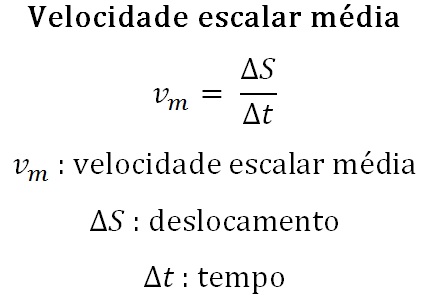 Velocidade escalar média
v_m = ΔS/Δt
v_m : velocidade escalar média
ΔS : deslocamento
Δt : tempo